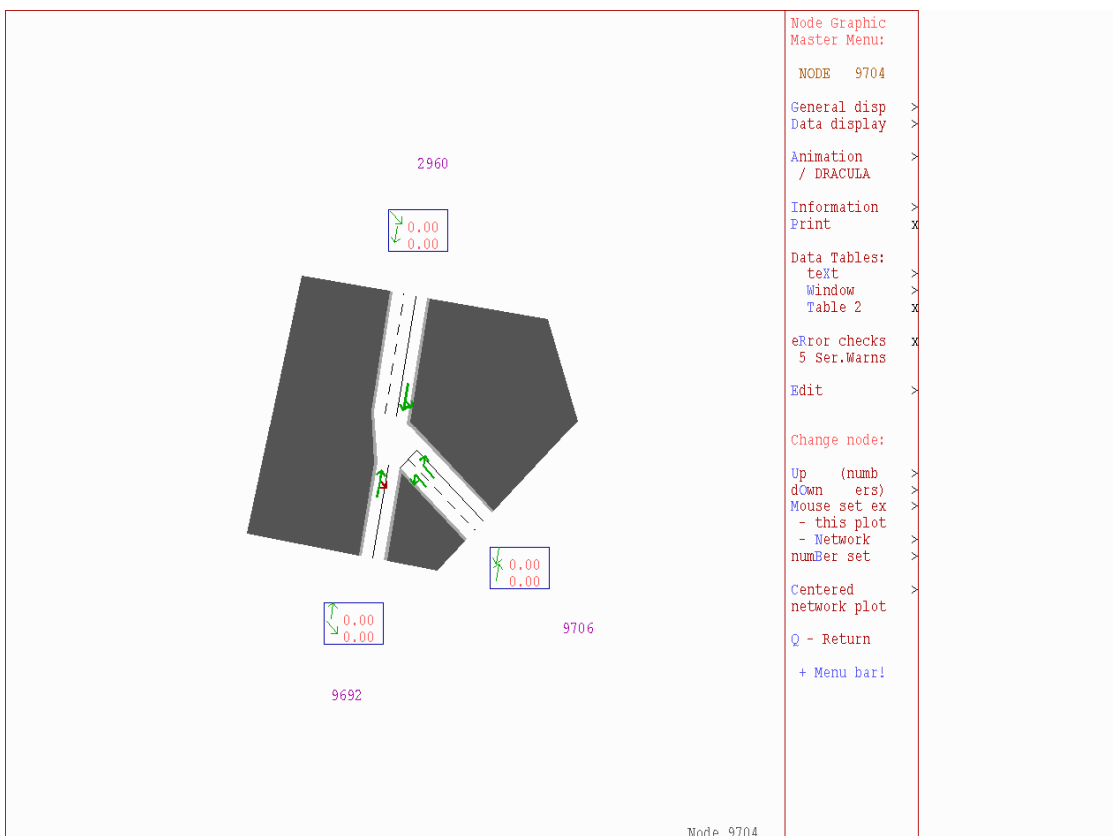 2960
0.00
0.00
0.00
0.00
9706
0.00
0.00
9692
Node 9704
Node Graphic
Master Menu:
NODE 9704
General disp >
Data display >
Animation >
/ DRACULA
Information >
Print x
Data Tables:
teXt >
Window >
Table 2 x
eRror checks x
5 Ser.Warns
Edit >
Change node:
Up (numb >
dOwn ers) >
Mouse set ex >
- this plot
- Network >
numBer set >
Centered >
network plot
Q - Return
+ Menu bar!